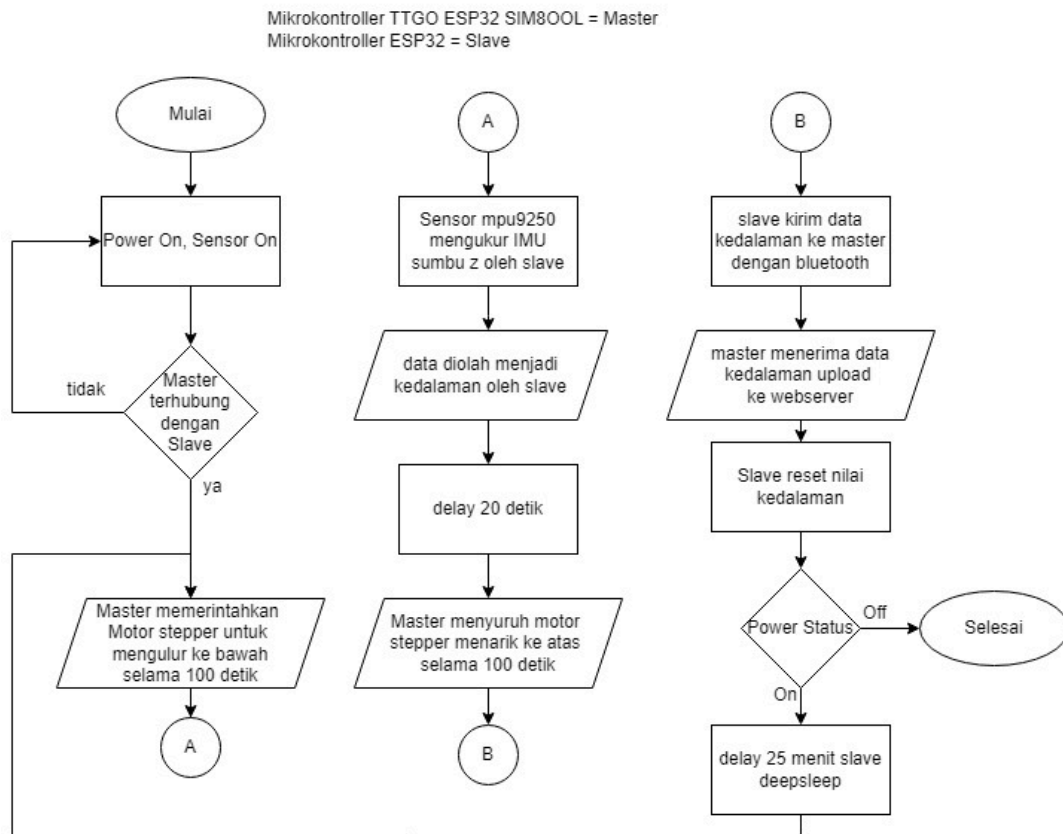 Mikrokontroller TTGO ESP32 SIM8OOL = Master
Mikrokontroller ESP32 = Slave
Mulai
Power On, Sensor On
Master
terhubung
dengan
Slave
tidak
ya
Master memerintahkan
Motor stepper untuk
mengulur ke bawah
selama 100 detik
A
A
Sensor mpu9250
mengukur IMU
sumbu z oleh slave
data diolah menjadi
kedalaman oleh slave
delay 20 detik
Master menyuruh motor
stepper menarik ke atas
selama 100 detik
B
B
slave kirim data
kedalaman ke master
dengan bluetooth
master menerima data
kedalaman upload
ke webserver
Slave reset nilai
kedalaman
Power Status
Off
Selesai
On
delay 25 menit slave
deepsleep